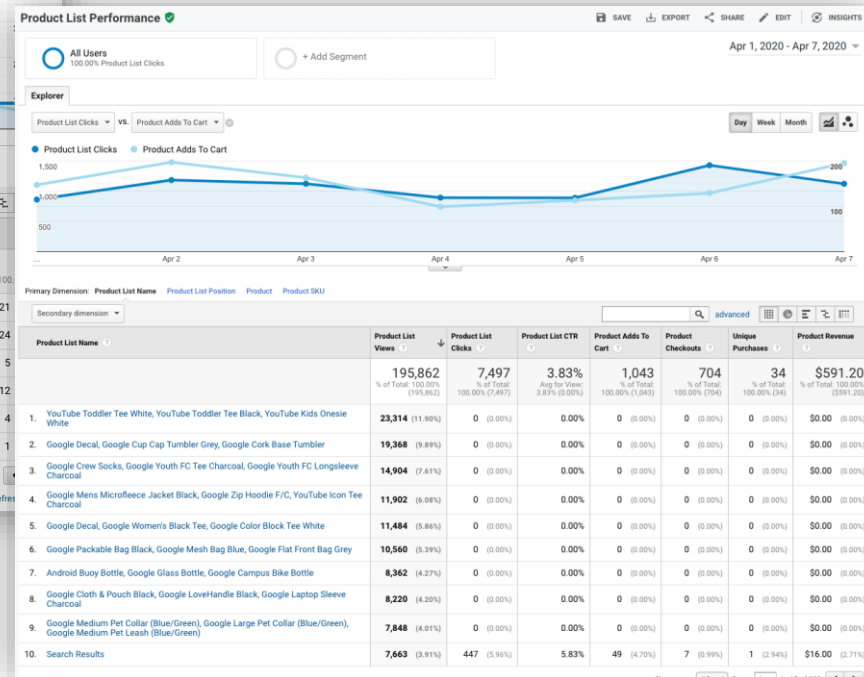 Product List Performance
SAVE EXPORT SHARE EDIT INSIGHTS
All Users
100.00% Product List Clicks
+ Add Segment
Apr 1, 2020 - Apr 7, 2020
Explorer
Product List Clicks VS. Product Adds To Cart
Day Week Month
Product List Clicks Product Adds To Cart
1,500 200
1,000
500 100
... Apr 2 Apr 3 Apr 4 Apr 5 Apr 6 Apr 7
Primary Dimension: Product List Name Product List Position Product Product SKU
Secondary dimension
advanced
Product List Name Product List Views Product List Clicks Product List CTR Product Adds To Cart Product Checkouts Unique Purchases Product Revenue
195,862 7,497 3.83% 1,043 704 34 $591.20
% of Total: 100.00% (195,862) % of Total: 100.00% (7,497) Avg for View: 3.83% (0.00%) % of Total: 100.00% (1,043) % of Total: 100.00% (704) % of Total: 100.00% (34) % of Total: 100.00% ($591.20)
1. YouTube Toddler Tee White, YouTube Toddler Tee Black, YouTube Kids Onesie White 23,314 (11.90%) 0 (0.00%) 0.00% 0 (0.00%) 0 (0.00%) 0 (0.00%) $0.00 (0.00%)
2. Google Decal, Google Cup Cap Tumbler Grey, Google Cork Base Tumbler 19,368 (9.89%) 0 (0.00%) 0.00% 0 (0.00%) 0 (0.00%) 0 (0.00%) $0.00 (0.00%)
3. Google Crew Socks, Google Youth FC Tee Charcoal, Google Youth FC Longsleeve Charcoal 14,904 (7.61%) 0 (0.00%) 0.00% 0 (0.00%) 0 (0.00%) 0 (0.00%) $0.00 (0.00%)
4. Google Mens Microfleece Jacket Black, Google Zip Hoodie F/C, YouTube Icon Tee Charcoal 11,902 (6.08%) 0 (0.00%) 0.00% 0 (0.00%) 0 (0.00%) 0 (0.00%) $0.00 (0.00%)
5. Google Decal, Google Women's Black Tee, Google Color Block Tee White 11,484 (5.86%) 0 (0.00%) 0.00% 0 (0.00%) 0 (0.00%) 0 (0.00%) $0.00 (0.00%)
6. Google Packable Bag Black, Google Mesh Bag Blue, Google Flat Front Bag Grey 10,560 (5.39%) 0 (0.00%) 0.00% 0 (0.00%) 0 (0.00%) 0 (0.00%) $0.00 (0.00%)
7. Android Buoy Bottle, Google Glass Bottle, Google Campus Bike Bottle 8,362 (4.27%) 0 (0.00%) 0.00% 0 (0.00%) 0 (0.00%) 0 (0.00%) $0.00 (0.00%)
8. Google Cloth & Pouch Black, Google LoveHandle Black, Google Laptop Sleeve Charcoal 8,220 (4.20%) 0 (0.00%) 0.00% 0 (0.00%) 0 (0.00%) 0 (0.00%) $0.00 (0.00%)
9. Google Medium Pet Collar (Blue/Green), Google Large Pet Collar (Blue/Green), Google Medium Pet Leash (Blue/Green) 7,848 (4.01%) 0 (0.00%) 0.00% 0 (0.00%) 0 (0.00%) 0 (0.00%) $0.00 (0.00%)
10. Search Results 7,663 (3.91%) 447 (5.96%) 5.83% 49 (4.70%) 7 (0.99%) 1 (2.94%) $16.00 (2.71%)